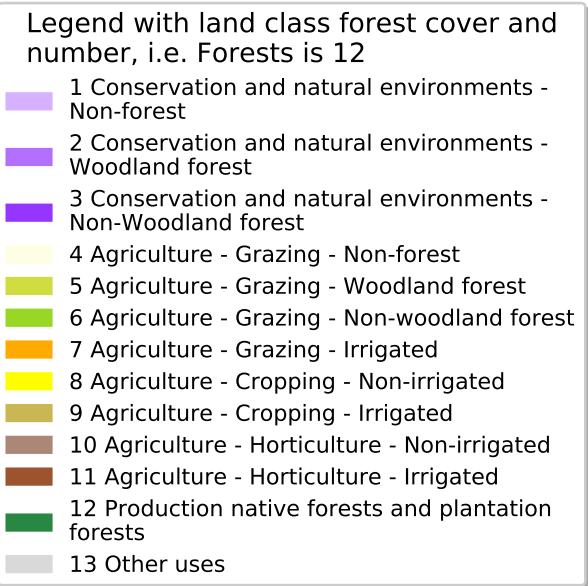 Legend with land class forest cover and
number, i.e. Forests is 12
1 Conservation and natural environments -
Non-forest
2 Conservation and natural environments -
Woodland forest
3 Conservation and natural environments -
Non-Woodland forest
4 Agriculture - Grazing - Non-forest
5 Agriculture - Grazing - Woodland forest
6 Agriculture - Grazing - Non-woodland forest
7 Agriculture - Grazing - Irrigated
8 Agriculture - Cropping - Non-irrigated
9 Agriculture - Cropping - Irrigated
10 Agriculture - Horticulture - Non-irrigated
11 Agriculture - Horticulture - Irrigated
12 Production native forests and plantation
forests
13 Other uses